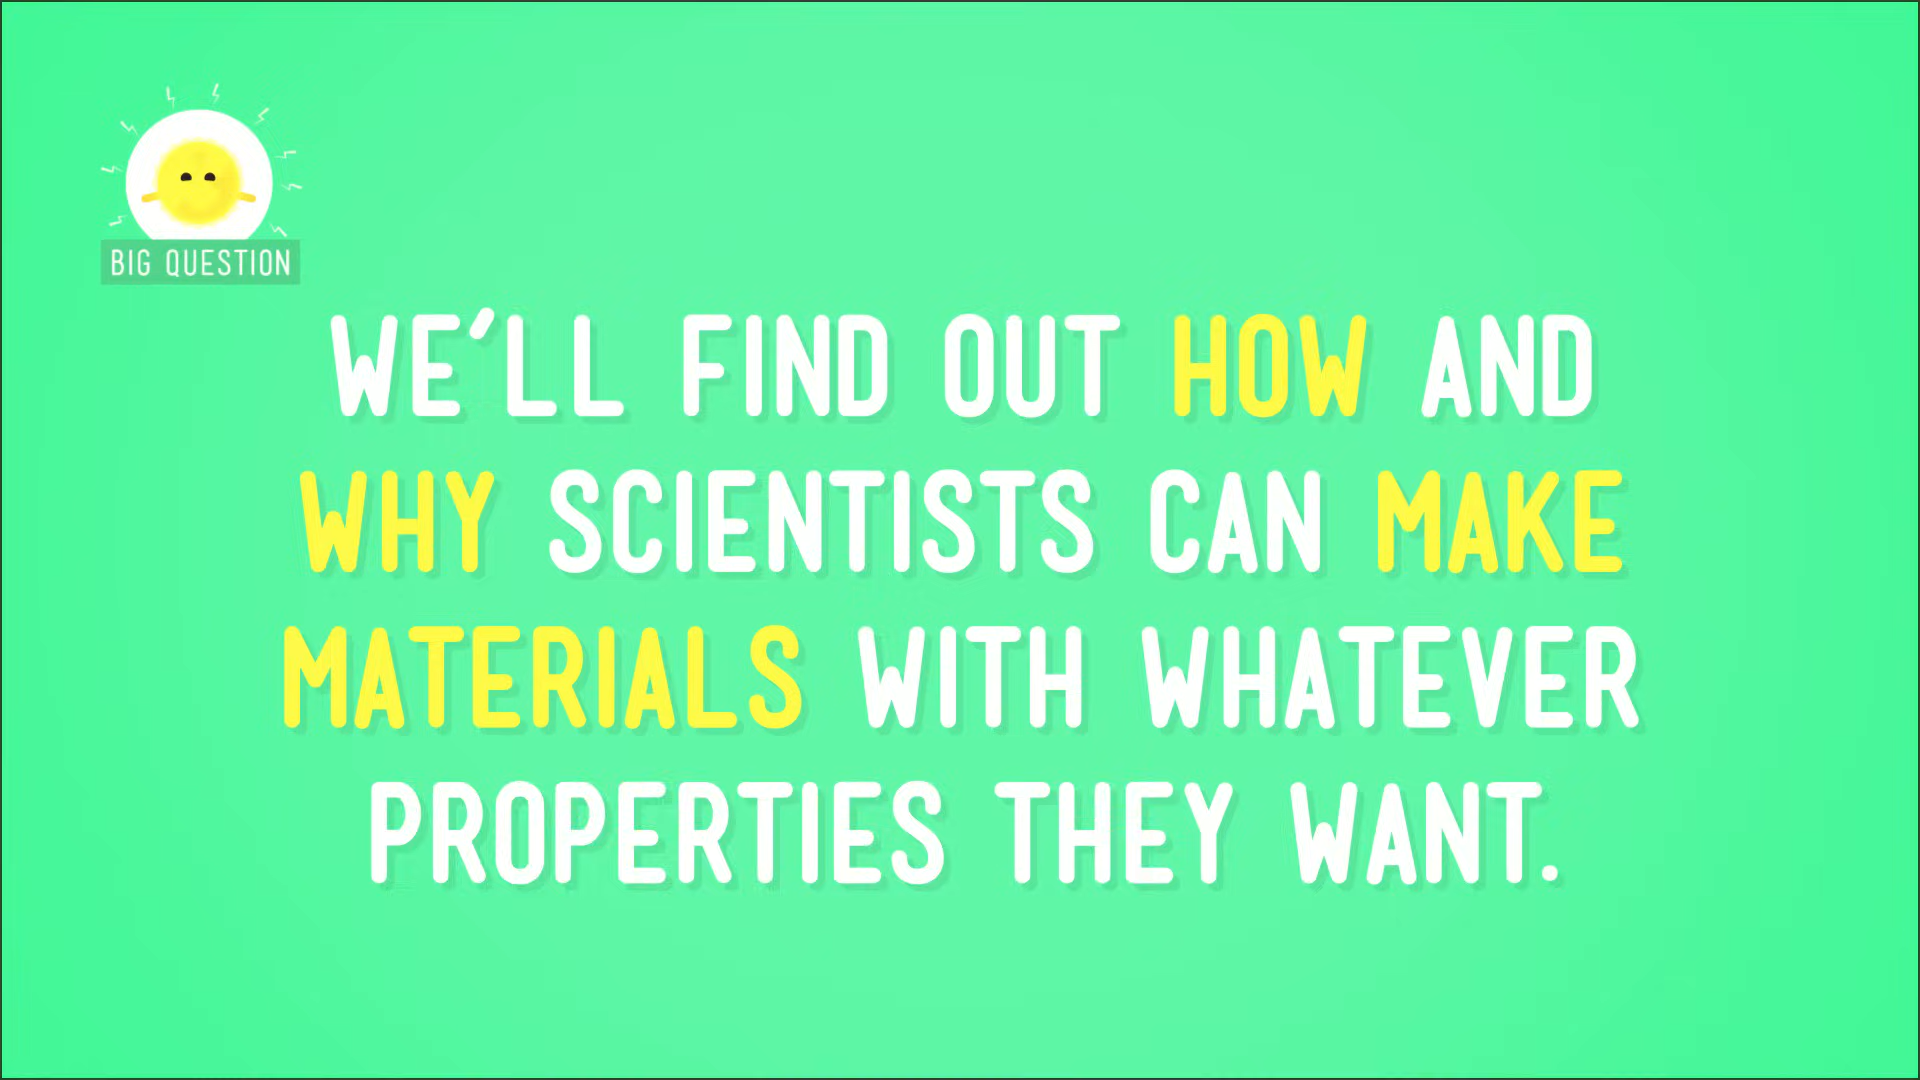 BIG QUESTION
WE'LL FIND OUT HOW AND
WHY SCIENTISTS CAN MAKE
MATERIALS WITH WHATEVER
PROPERTIES THEY WANT.